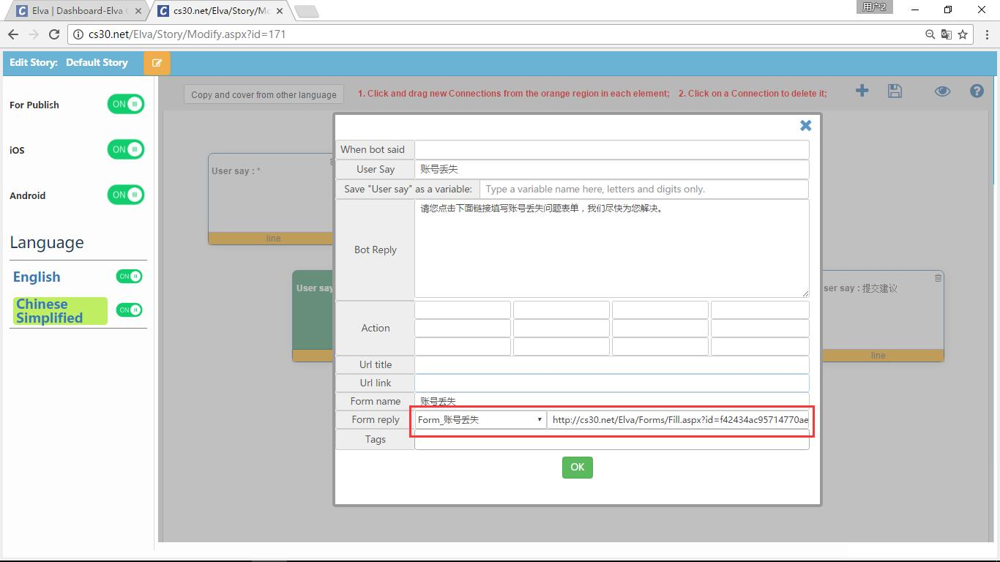 Elva | Dashboard-Elva
cs30.net/Elva/Story/Mo
用户2
cs30.net/Elva/Story/Modify.aspx?id=171
Edit Story: Default Story
Copy and cover from other language
1. Click and drag new Connections from the orange region in each element; 2. Click on a Connection to delete it;
For Publish
ON
iOS
ON
Android
ON
Language
English
ON
Chinese
Simplified
ON
User say : *
line
User say
ser say : 提交建议
line
When bot said
User Say
账号丢失
Save "User say" as a variable:
Type a variable name here, letters and digits only.
Bot Reply
请您点击下面链接填写账号丢失问题表单，我们尽快为您解决。
Action
Url title
Url link
Form name
账号丢失
Form reply
Form_账号丢失
http://cs30.net/Elva/Forms/Fill.aspx?id=f42434ac95714770ae
Tags
OK